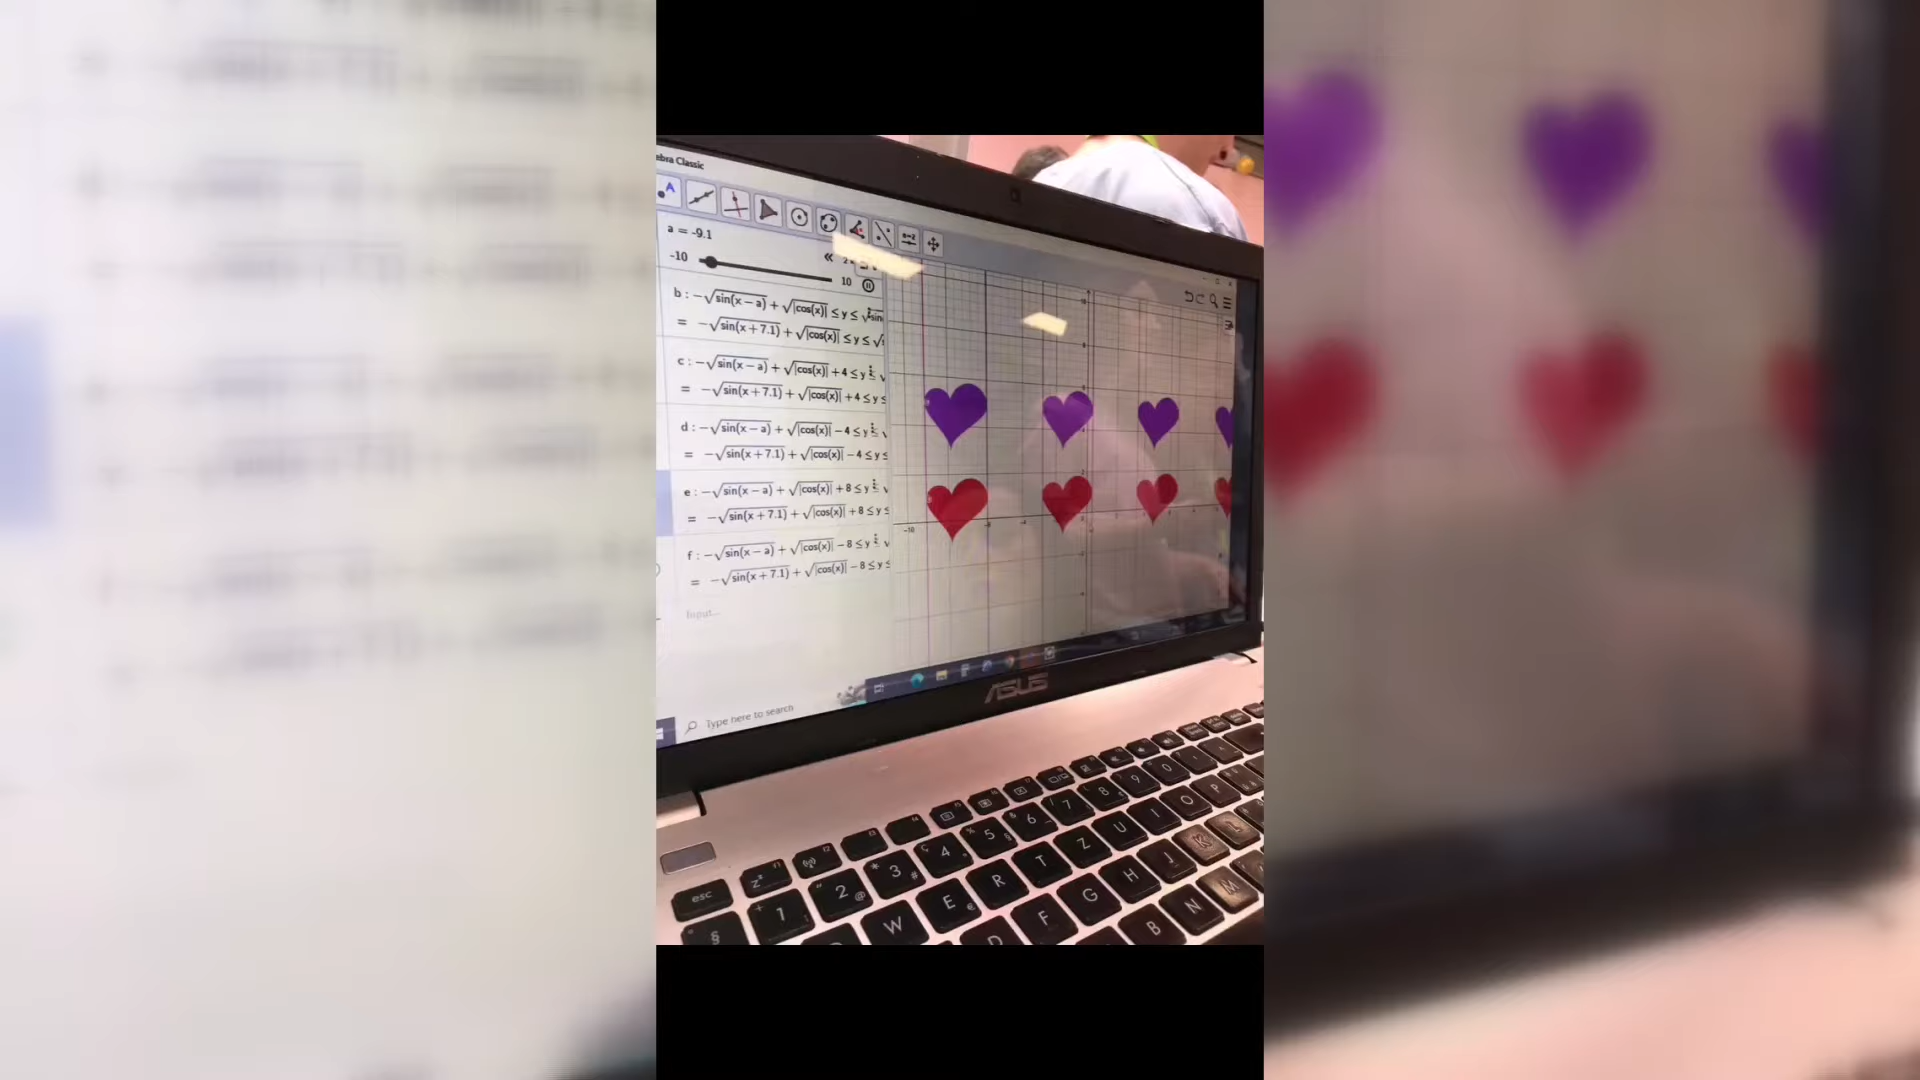 ebra Classic
a = -9.1
-10
10
b : −√sin(x − a) + √|cos(x)| ≤ y ≤
= −√sin(x + 7.1) + √|cos(x)| ≤ y ≤
c : −√sin(x − a) + √|cos(x)| + 4 ≤ y ≤
= −√sin(x + 7.1) + √|cos(x)| + 4 ≤ y ≤
d : −√sin(x − a) + √|cos(x)| − 4 ≤ y ≤
= −√sin(x + 7.1) + √|cos(x)| − 4 ≤ y ≤
e : −√sin(x − a) + √|cos(x)| + 8 ≤ y ≤
= −√sin(x + 7.1) + √|cos(x)| + 8 ≤ y ≤
f : −√sin(x − a) + √|cos(x)| − 8 ≤ y ≤
= −√sin(x + 7.1) + √|cos(x)| − 8 ≤ y ≤
Input...
Type here to search
ASUS
esc
1 2 3 4 5 6 7 8 9 0
W E R T Z U I O P
D F G H J K L
B N M